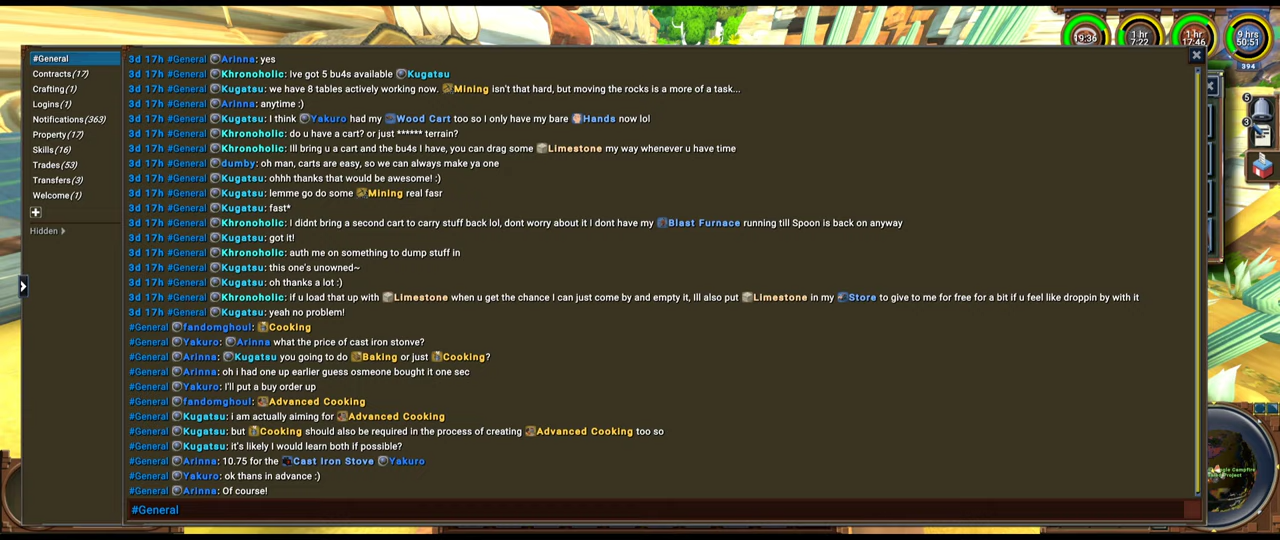 19:36
1 hr
7:22
1-hr
17:46
9 hrs
50:51
394
#General
Contracts(17)
Crafting(1)
Logins(1)
Notifications(363)
Property(17)
Skills(16)
Trades(53)
Transfers(3)
Welcome(1)
Hidden
3d 17h #General Arinna: yes
3d 17h #General Khronoholic: Ive got 5 bu4s available Kugatsu
3d 17h #General Kugatsu: we have 8 tables actively working now. Mining isn't that hard, but moving the rocks is a more of a task...
3d 17h #General Arinna: anytime :)
3d 17h #General Kugatsu: I think Yakuro had my Wood Cart too so I only have my bare Hands now lol
3d 17h #General Khronoholic: do u have a cart? or just ****** terrain?
3d 17h #General Khronoholic: Ill bring u a cart and the bu4s I have, you can drag some Limestone my way whenever u have time
3d 17h #General dumby: oh man, carts are easy, so we can always make ya one
3d 17h #General Kugatsu: ohhh thanks that would be awesome! :)
3d 17h #General Kugatsu: lemme go do some Mining real fasr
3d 17h #General Kugatsu: fast*
3d 17h #General Khronoholic: I didnt bring a second cart to carry stuff back lol, dont worry about it I dont have my Blast Furnace running till Spoon is back on anyway
3d 17h #General Kugatsu: got it!
3d 17h #General Khronoholic: auth me on something to dump stuff in
3d 17h #General Kugatsu: this one's unowned~
3d 17h #General Kugatsu: oh thanks a lot :)
3d 17h #General Khronoholic: if u load that up with Limestone when u get the chance I can just come by and empty it, Ill also put Limestone in my Store to give to me for free for a bit if u feel like droppin by with it
3d 17h #General Kugatsu: yeah no problem!
#General fandomghoul: Cooking
#General Yakuro: Arinna what the price of cast iron stonve?
#General Arinna: Kugatsu you going to do Baking or just Cooking?
#General Arinna: oh i had one up earlier guess osmeone bought it one sec
#General Yakuro: I'll put a buy order up
#General fandomghoul: Advanced Cooking
#General Kugatsu: i am actually aiming for Advanced Cooking
#General Kugatsu: but Cooking should also be required in the process of creating Advanced Cooking too so
#General Kugatsu: it's likely I would learn both if possible?
#General Arinna: 10.75 for the Cast Iron Stove Yakuro
#General Yakuro: ok thans in advance :)
#General Arinna: Of course!
#General
5
3
Campfire
Project